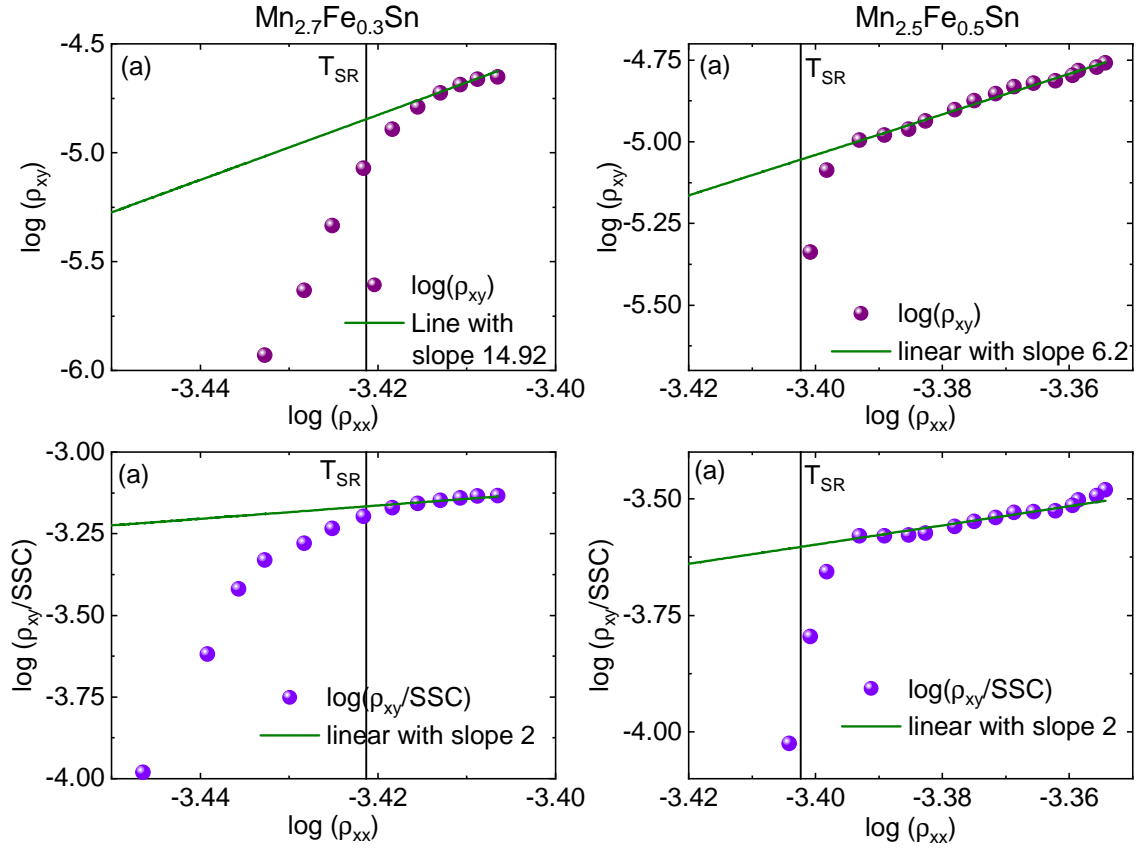 Mn2.7Fe0.3Sn
Mn2.5Fe0.5Sn
(a)
TSR
-4.5
-5.0
-5.5
-6.0
log (ρxy)
log(ρxy)
Line with
slope 14.92
-3.44
-3.42
-3.40
log (ρxx)
(a)
TSR
-4.75
-5.00
-5.25
-5.50
log (ρxy)
log(ρxy)
linear with slope 6.2
-3.42
-3.40
-3.38
-3.36
log (ρxx)
(a)
TSR
-3.00
-3.25
-3.50
-3.75
-4.00
log (ρxy/SSC)
log(ρxy/SSC)
linear with slope 2
-3.44
-3.42
-3.40
log (ρxx)
(a)
TSR
-3.50
-3.75
-4.00
log (ρxy/SSC)
log(ρxy/SSC)
linear with slope 2
-3.42
-3.40
-3.38
-3.36
log (ρxx)